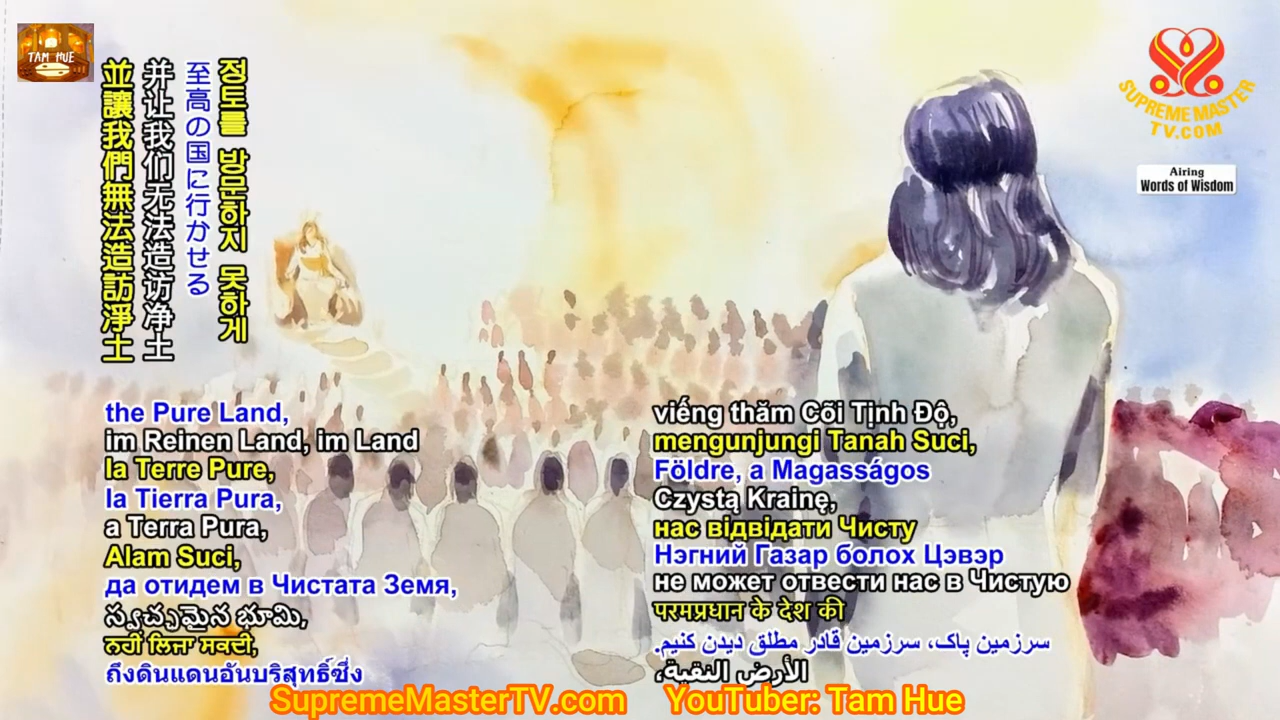 TAM HUE
並讓我們無法造訪淨土
并让我们无法造访净土
至高の国に行かせる
정토를 방문하지 못하게
SUPREME MASTER
TV.COM
Airing
Words of Wisdom
the Pure Land,
im Reinen Land, im Land
la Terre Pure,
la Tierra Pura,
a Terra Pura,
Alam Suci,
да отидем в Чистата Земя,
స్వచ్ఛమైన భూమి,
ਨਹੀਂ ਲਿਜਾ ਸਕਦੀ,
ถึงดินแดนอันบริสุทธิ์ซึ่ง
viếng thăm Cõi Tịnh Độ,
mengunjungi Tanah Suci,
Földre, a Magasságos
Czystą Krainę,
нас відвідати Чисту
Нэгний Газар болох Цэвэр
не может отвести нас в Чистую
परमप्रधान के देश की
سرزمین پاک، سرزمین قادر مطلق دیدن کنیم.
الأرض النقية،
SupremeMasterTV.com YouTuber: Tam Hue